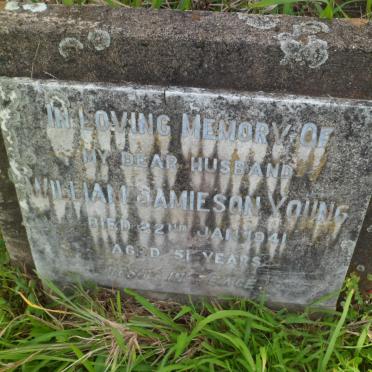 IN LOVING MEMORY OF
MY DEAR HUSBAND
WILLIAM JAMIESON YOUNG
DIED 22ND JAN. 1941
AGED 51 YEARS